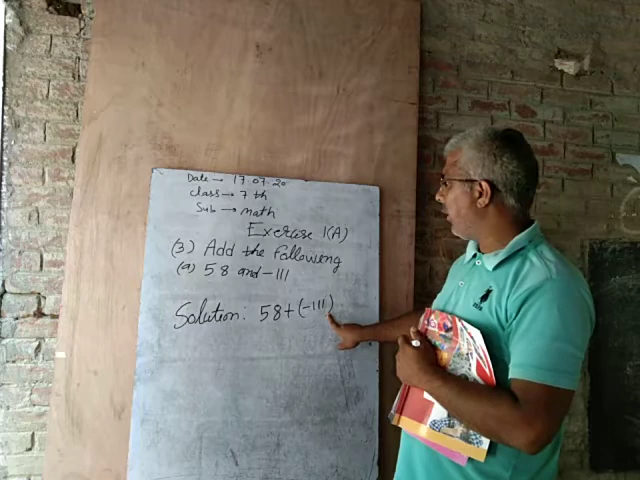 Date → 17.07.20
Class → 7 th
Sub → math
Exercise 1(A)
(3) Add the following
(a) 58 and -111
Solution: 58+(-111)